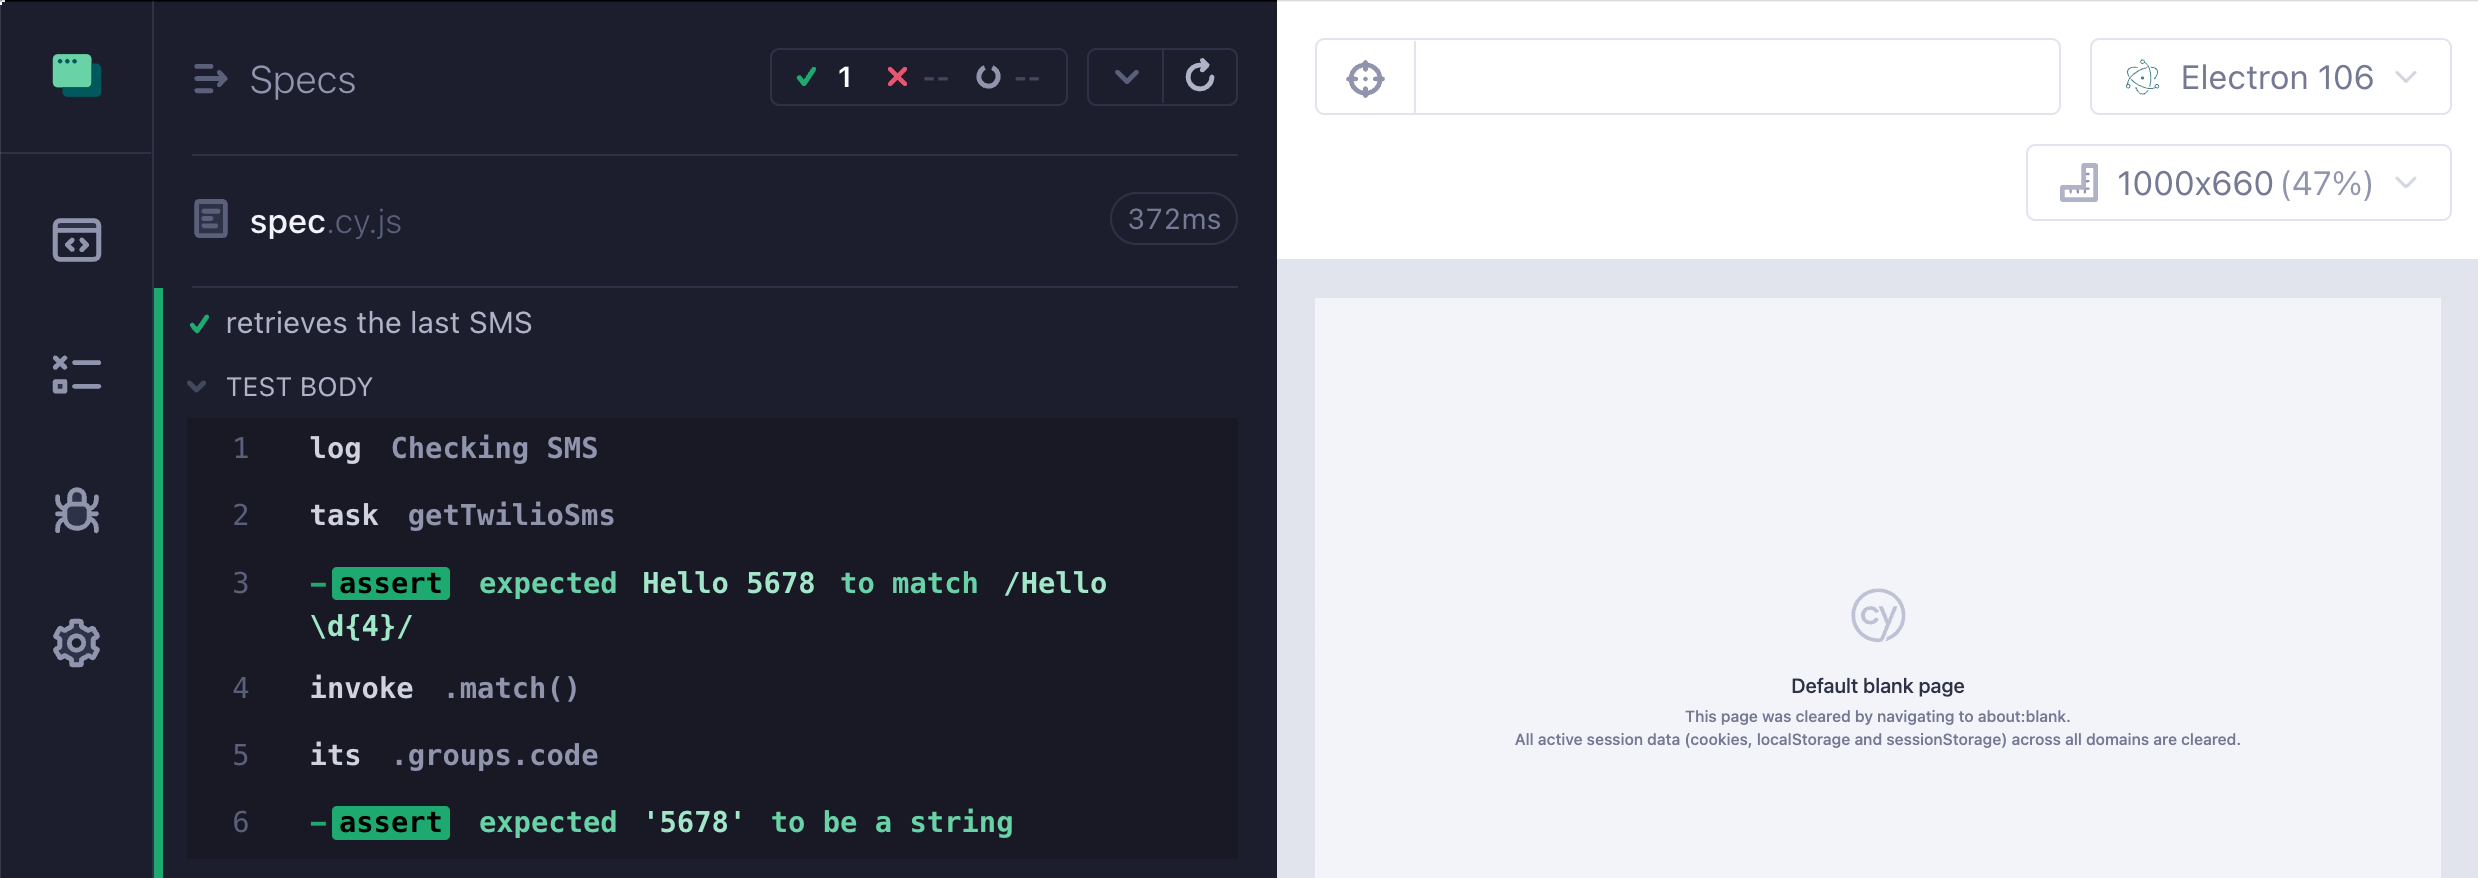 Specs
1 -- --
spec.cy.js
372ms
retrieves the last SMS
TEST BODY
1 log Checking SMS
2 task getTwilioSms
3 -assert expected Hello 5678 to match /Hello
\d{4}/
4 invoke .match()
5 its .groups.code
6 -assert expected '5678' to be a string
Electron 106
1000x660 (47%)
cy
Default blank page
This page was cleared by navigating to about:blank.
All active session data (cookies, localStorage and sessionStorage) across all domains are cleared.